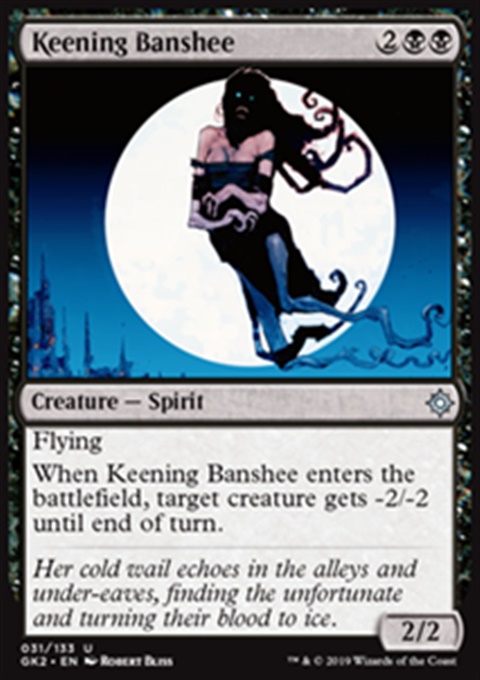 Keening Banshee 2
Creature — Spirit
Flying
When Keening Banshee enters the
battlefield, target creature gets -2/-2
until end of turn.
Her cold wail echoes in the alleys and
under-eaves, finding the unfortunate
and turning their blood to ice.
2/2
031/133 U
GK2 • EN Robert Bliss
™ & © 2019 Wizards of the Coast